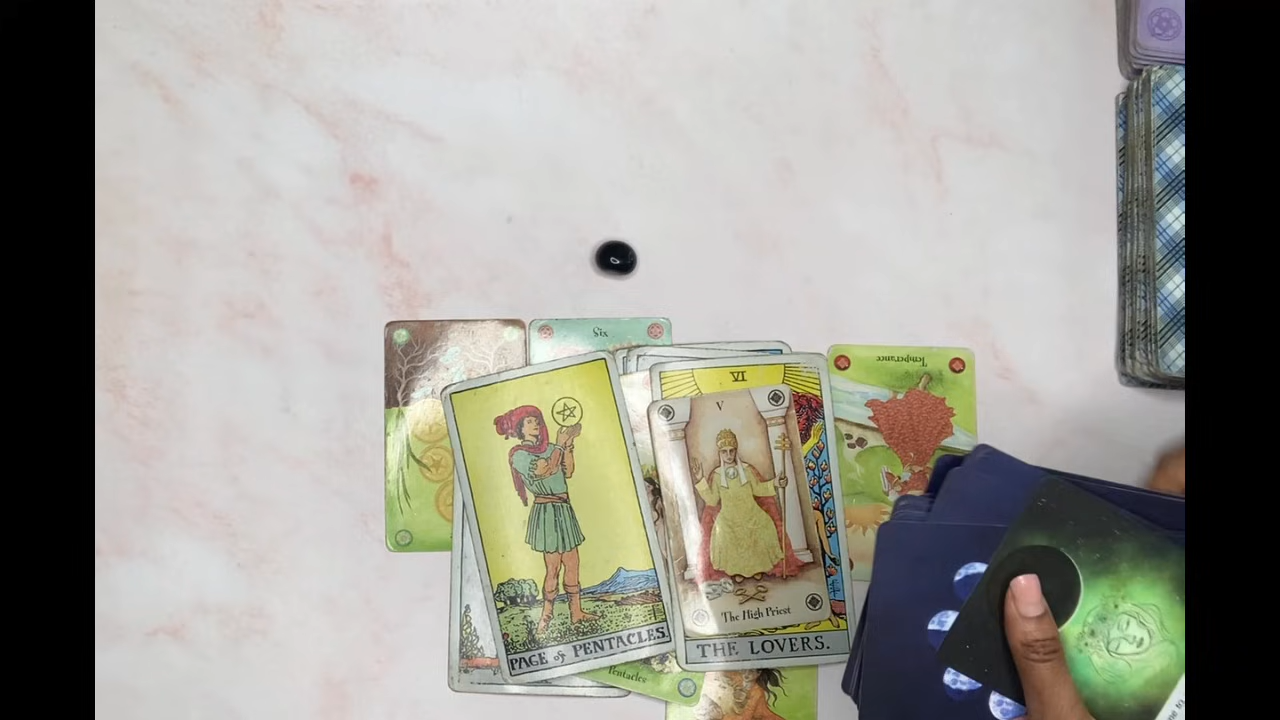 Six
Temperance
VI
V
The High Priest
PAGE of PENTACLES.
THE LOVERS.
Pentacles